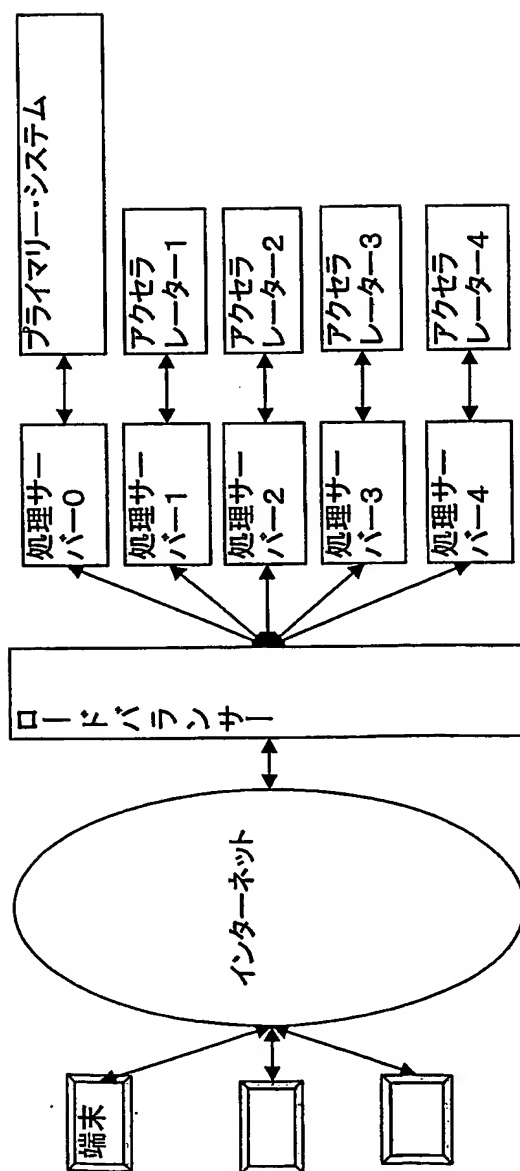 端末
インターネット
ロードバランサー
処理サー
バー0
処理サー
バー1
処理サー
バー2
処理サー
バー3
処理サー
バー4
プライマリー・システム
アクセラ
レーター1
アクセラ
レーター2
アクセラ
レーター3
アクセラ
レーター4